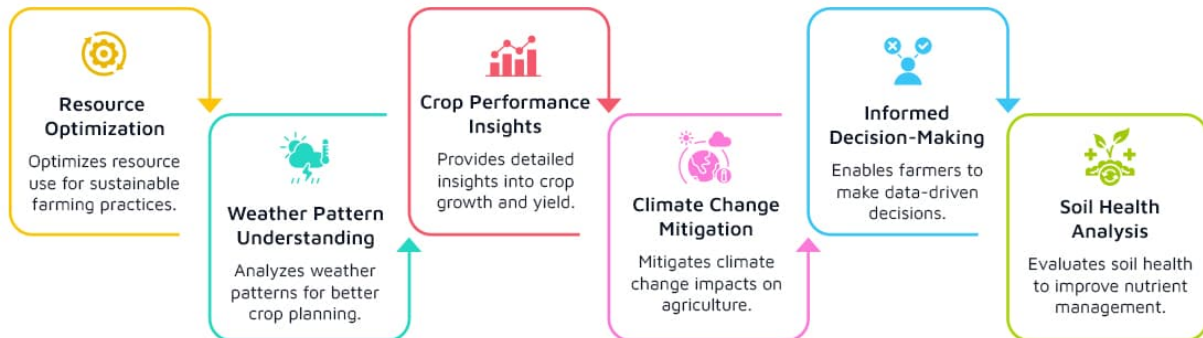 Resource
Optimization
Optimizes resource
use for sustainable
farming practices.
Weather Pattern
Understanding
Analyzes weather
patterns for better
crop planning.
Crop Performance
Insights
Provides detailed
insights into crop
growth and yield.
Climate Change
Mitigation
Mitigates climate
change impacts on
agriculture.
Informed
Decision-Making
Enables farmers to
make data-driven
decisions.
Soil Health
Analysis
Evaluates soil health
to improve nutrient
management.